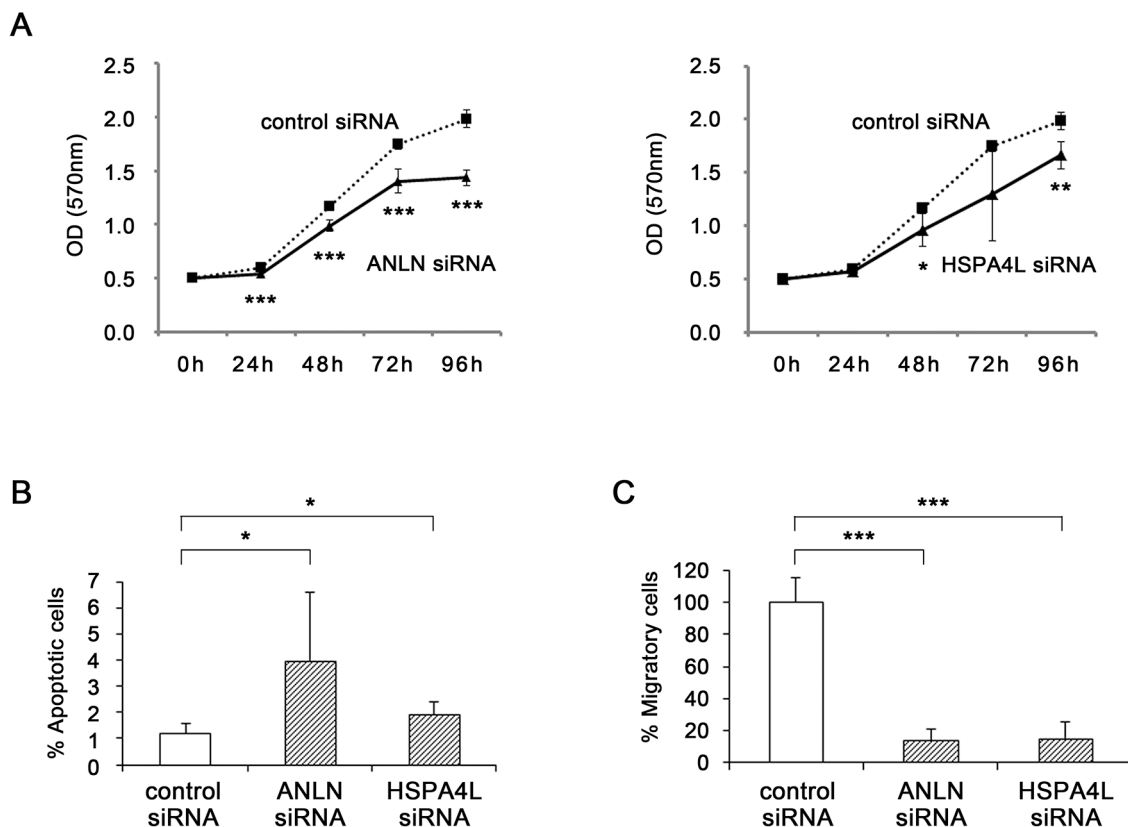 A
2.5
2.0
1.5
1.0
0.5
0.0
OD (570nm)
control siRNA
ANLN siRNA
***
***
***
***
0h 24h 48h 72h 96h
2.5
2.0
1.5
1.0
0.5
0.0
OD (570nm)
control siRNA
HSPA4L siRNA
*
**
0h 24h 48h 72h 96h
B
*
*
7
6
5
4
3
2
1
0
% Apoptotic cells
control siRNA
ANLN siRNA
HSPA4L siRNA
C
***
***
120
100
80
60
40
20
0
% Migratory cells
control siRNA
ANLN siRNA
HSPA4L siRNA